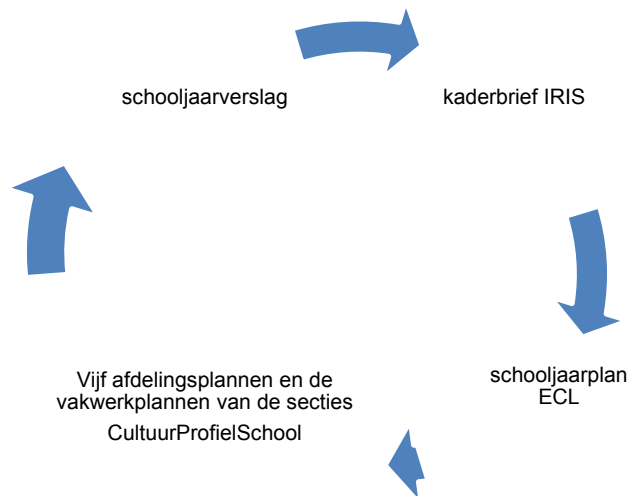 schooljaarverslag
kaderbrief IRIS
schooljaarplan
ECL
Vijf afdelingsplannen en de
vakwerkplannen van de secties
CultuurProfielSchool